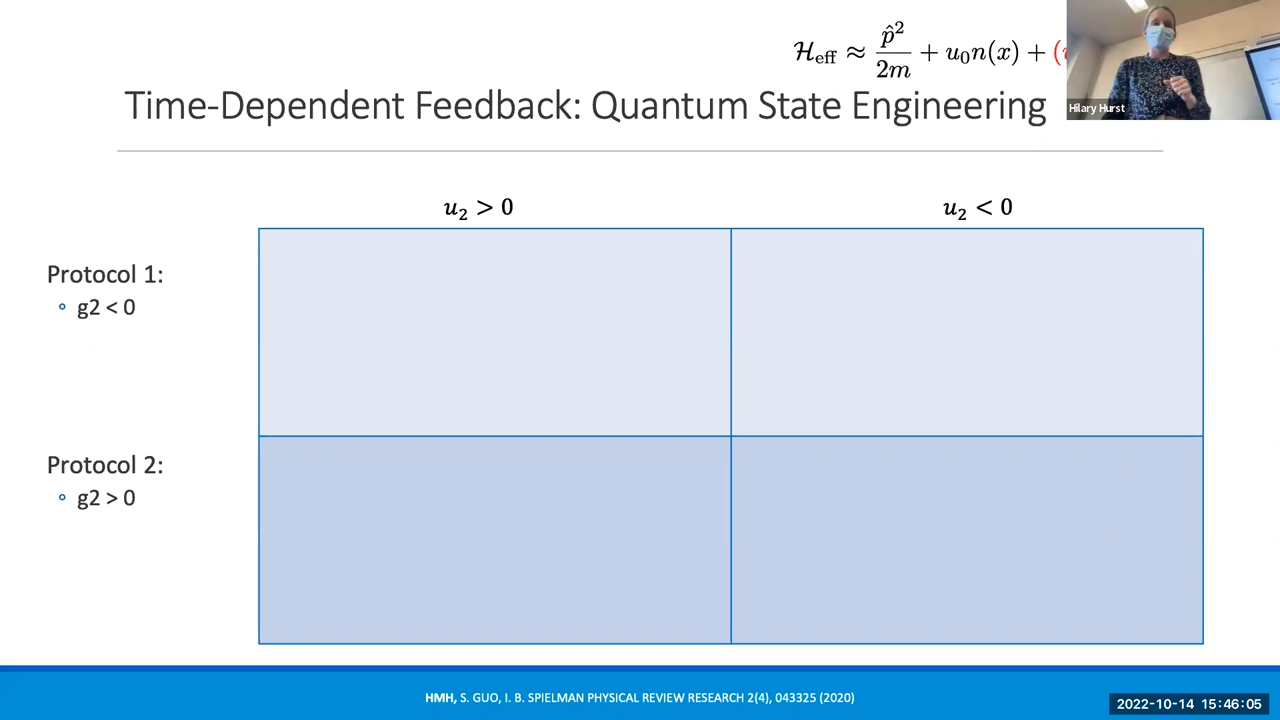 ℋeff ≈ p̂²/2m + u₀n(x) + (
Hilary Hurst
Time-Dependent Feedback: Quantum State Engineering
u₂ > 0
u₂ < 0
Protocol 1:
◦ g2 < 0
Protocol 2:
◦ g2 > 0
HMH, S. GUO, I. B. SPIELMAN PHYSICAL REVIEW RESEARCH 2(4), 043325 (2020)
2022-10-14 15:46:05